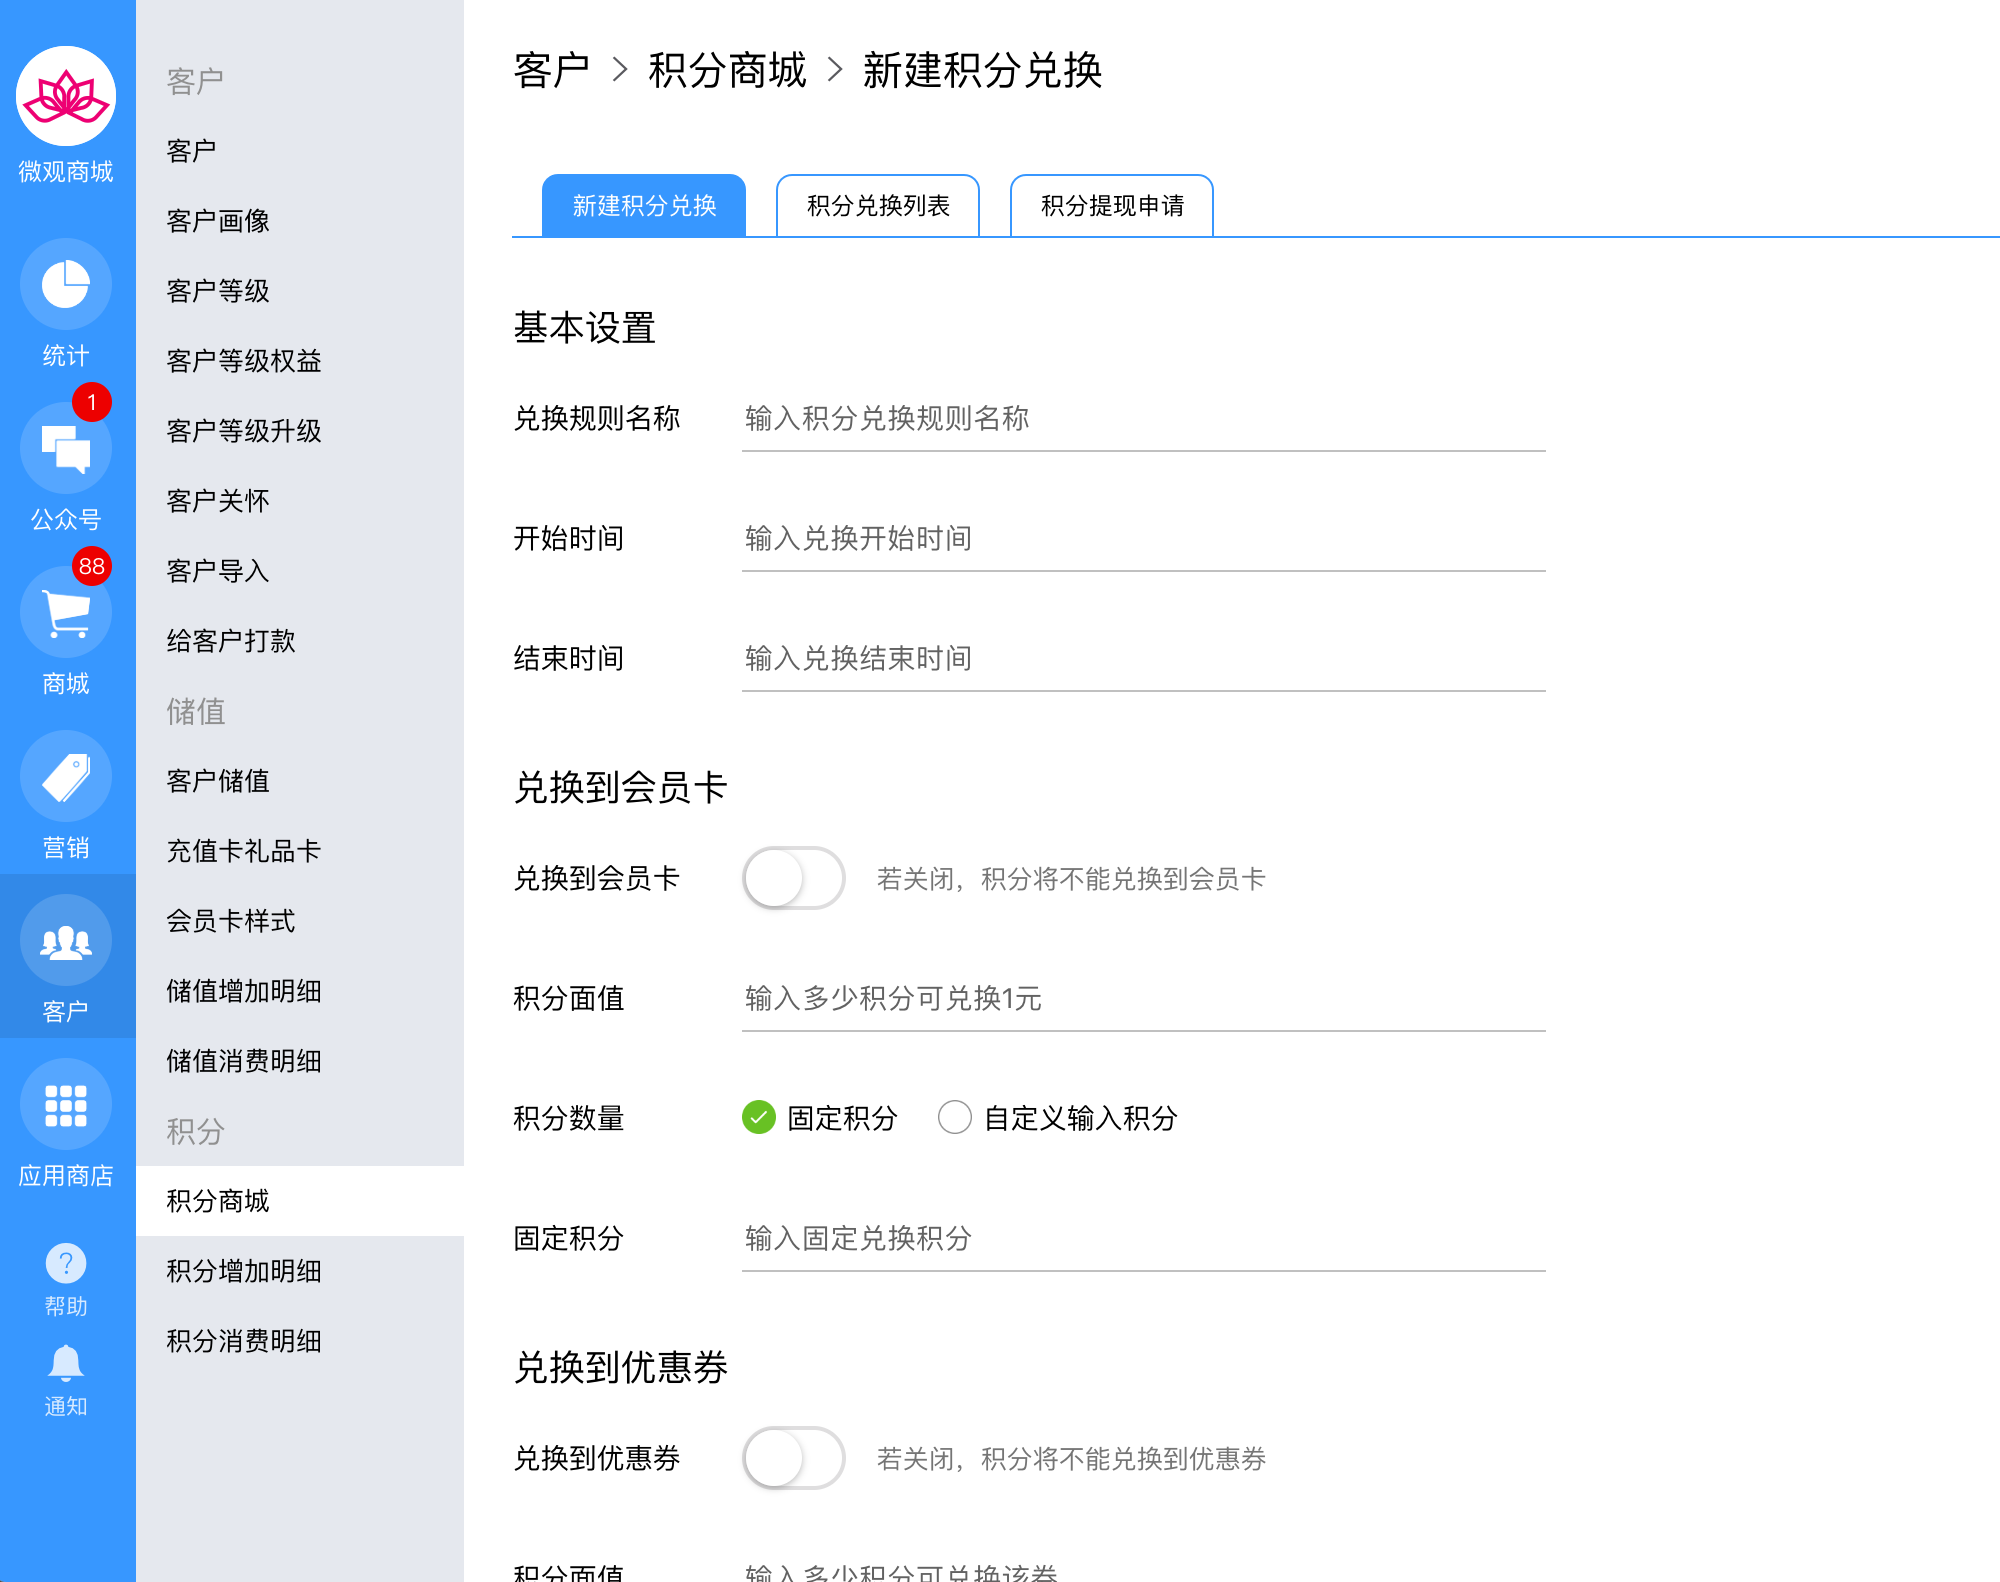 微观商城
统计
1
公众号
88
商城
营销
客户
应用商店
?
帮助
通知
客户
客户
客户画像
客户等级
客户等级权益
客户等级升级
客户关怀
客户导入
给客户打款
储值
客户储值
充值卡礼品卡
会员卡样式
储值增加明细
储值消费明细
积分
积分商城
积分增加明细
积分消费明细
客户 > 积分商城 > 新建积分兑换
新建积分兑换 积分兑换列表 积分提现申请
基本设置
兑换规则名称 输入积分兑换规则名称
开始时间 输入兑换开始时间
结束时间 输入兑换结束时间
兑换到会员卡
兑换到会员卡 若关闭，积分将不能兑换到会员卡
积分面值 输入多少积分可兑换1元
积分数量 固定积分 自定义输入积分
固定积分 输入固定兑换积分
兑换到优惠券
兑换到优惠券 若关闭，积分将不能兑换到优惠券
积分面值 输入多少积分可兑换该券